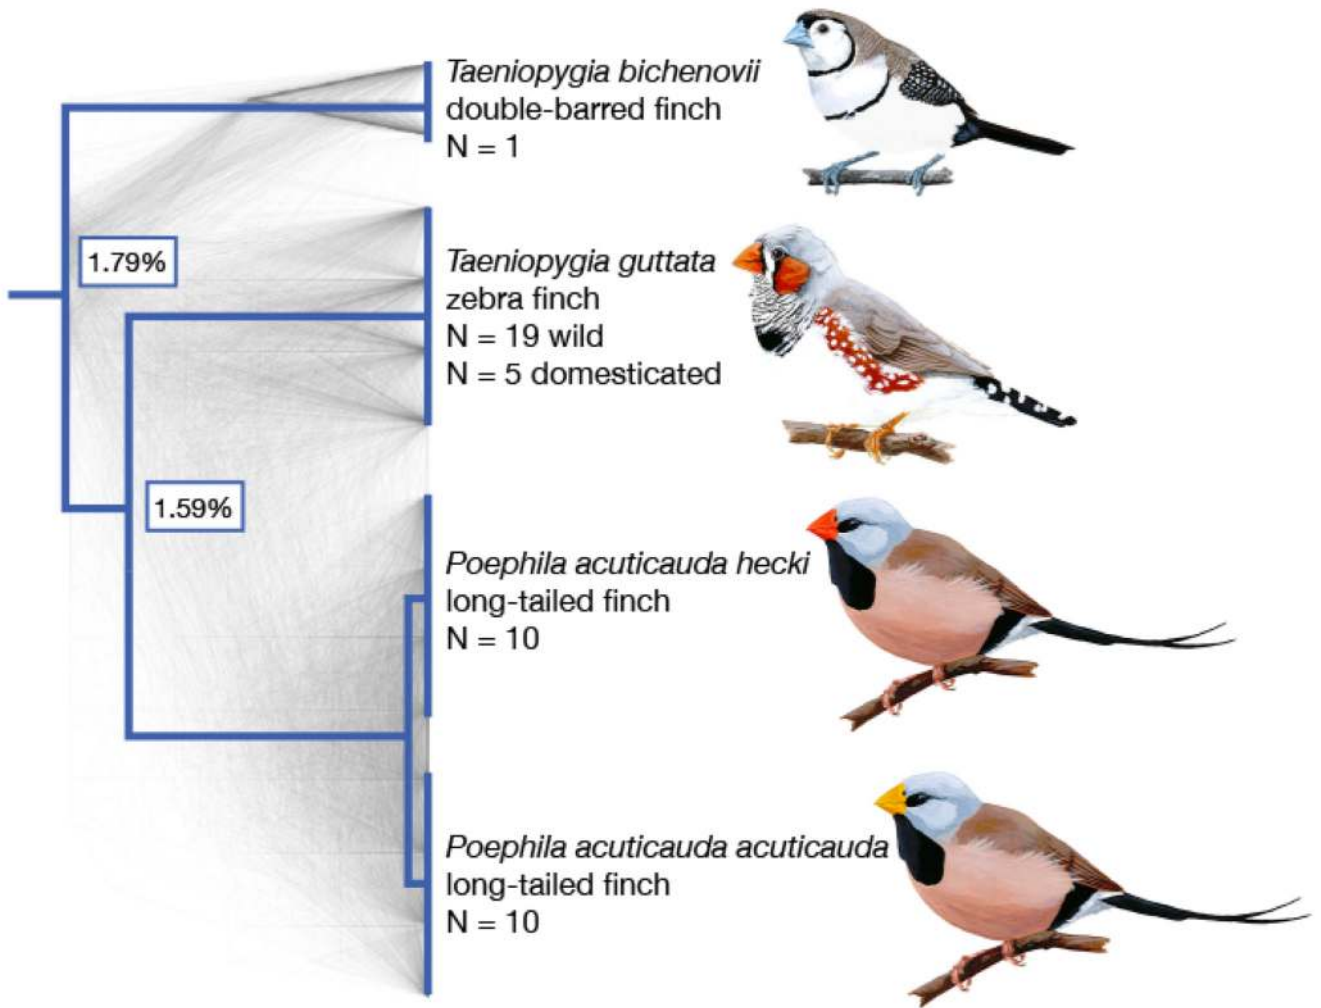 Taeniopygia bichenovii
double-barred finch
N = 1
1.79%
Taeniopygia guttata
zebra finch
N = 19 wild
N = 5 domesticated
1.59%
Poephila acuticauda hecki
long-tailed finch
N = 10
Poephila acuticauda acuticauda
long-tailed finch
N = 10